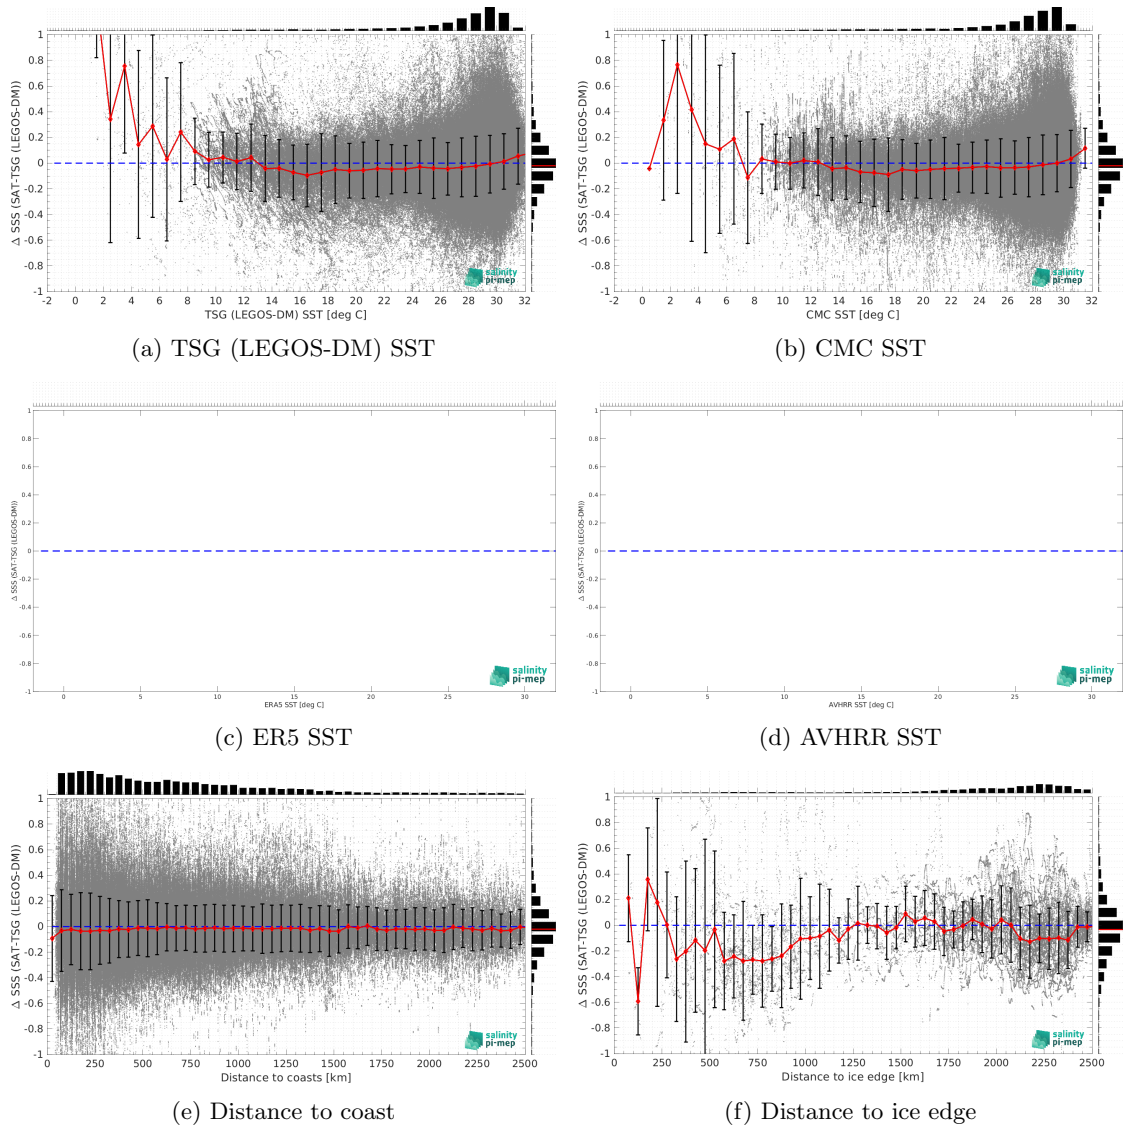 1
0.8
0.6
0.4
0.2
0
-0.2
-0.4
-0.6
-0.8
-1
Δ SSS (SAT-TSG (LEGOS-DM))
salinity
pi-mep
-2 0 2 4 6 8 10 12 14 16 18 20 22 24 26 28 30 32
TSG (LEGOS-DM) SST [deg C]
(a) TSG (LEGOS-DM) SST
1
0.8
0.6
0.4
0.2
0
-0.2
-0.4
-0.6
-0.8
-1
Δ SSS (SAT-TSG (LEGOS-DM))
salinity
pi-mep
-2 0 2 4 6 8 10 12 14 16 18 20 22 24 26 28 30 32
CMC SST [deg C]
(b) CMC SST
1
0.8
0.6
0.4
0.2
0
-0.2
-0.4
-0.6
-0.8
-1
Δ SSS (SAT-TSG (LEGOS-DM))
salinity
pi-mep
0 5 10 15 20 25 30
ERA5 SST [deg C]
(c) ER5 SST
1
0.8
0.6
0.4
0.2
0
-0.2
-0.4
-0.6
-0.8
-1
Δ SSS (SAT-TSG (LEGOS-DM))
salinity
pi-mep
0 5 10 15 20 25 30
AVHRR SST [deg C]
(d) AVHRR SST
1
0.8
0.6
0.4
0.2
0
-0.2
-0.4
-0.6
-0.8
-1
Δ SSS (SAT-TSG (LEGOS-DM))
salinity
pi-mep
0 250 500 750 1000 1250 1500 1750 2000 2250 2500
Distance to coasts [km]
(e) Distance to coast
1
0.8
0.6
0.4
0.2
0
-0.2
-0.4
-0.6
-0.8
-1
Δ SSS (SAT-TSG (LEGOS-DM))
salinity
pi-mep
0 250 500 750 1000 1250 1500 1750 2000 2250 2500
Distance to ice edge [km]
(f) Distance to ice edge